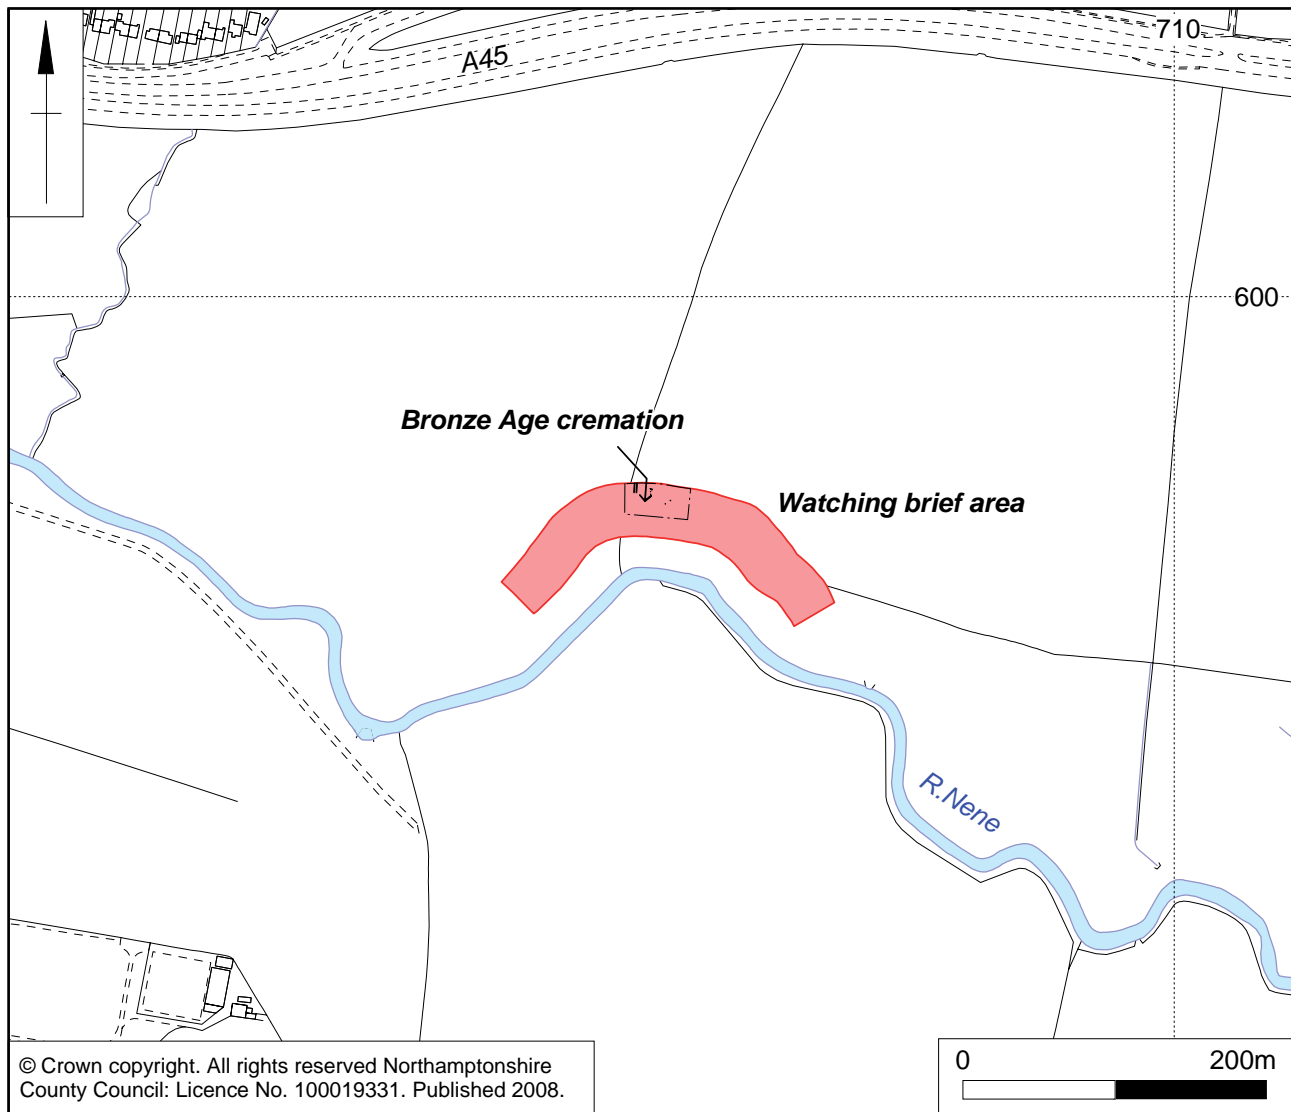 710
A45
600
Bronze Age cremation
Watching brief area
R.Nene
© Crown copyright. All rights reserved Northamptonshire
County Council: Licence No. 100019331. Published 2008.
0 200m